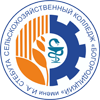 СЕЛЬСКОХОЗЯЙСТВЕННЫЙ КОЛЛЕДЖ «БОГОРОДИЦКИЙ» имени И.А. СТЕБУТА